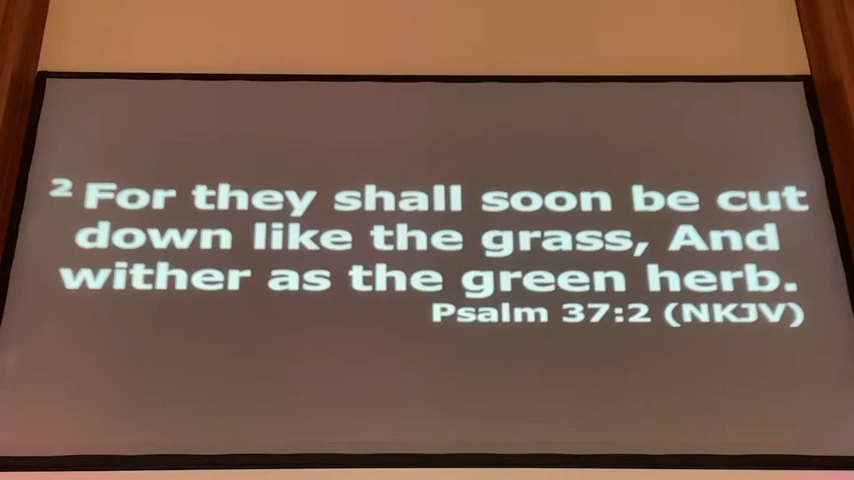 2 For they shall soon be cut
down like the grass, And
wither as the green herb.
Psalm 37:2 (NKJV)